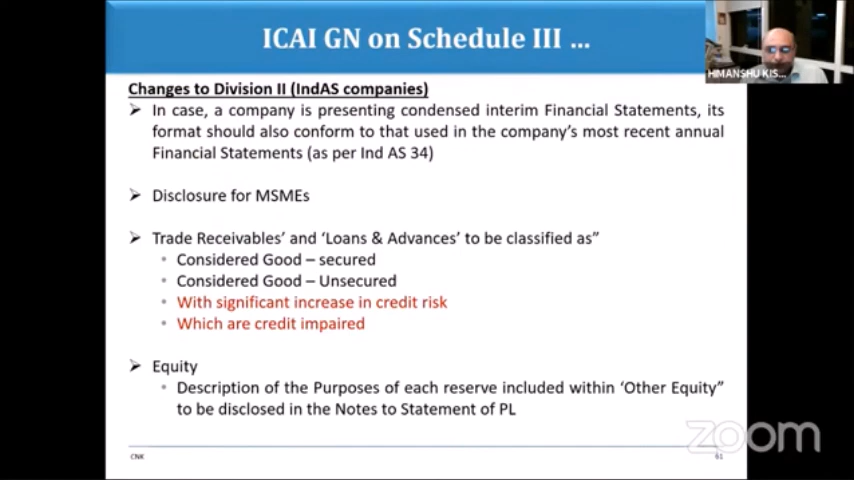 ICAI GN on Schedule III ...
HIMANSHU KIS...
Changes to Division II (IndAS companies)
➢ In case, a company is presenting condensed interim Financial Statements, its
format should also conform to that used in the company's most recent annual
Financial Statements (as per Ind AS 34)
➢ Disclosure for MSMEs
➢ Trade Receivables' and 'Loans & Advances' to be classified as"
• Considered Good – secured
• Considered Good – Unsecured
• With significant increase in credit risk
• Which are credit impaired
➢ Equity
• Description of the Purposes of each reserve included within 'Other Equity"
to be disclosed in the Notes to Statement of PL
zoom
CNK
61